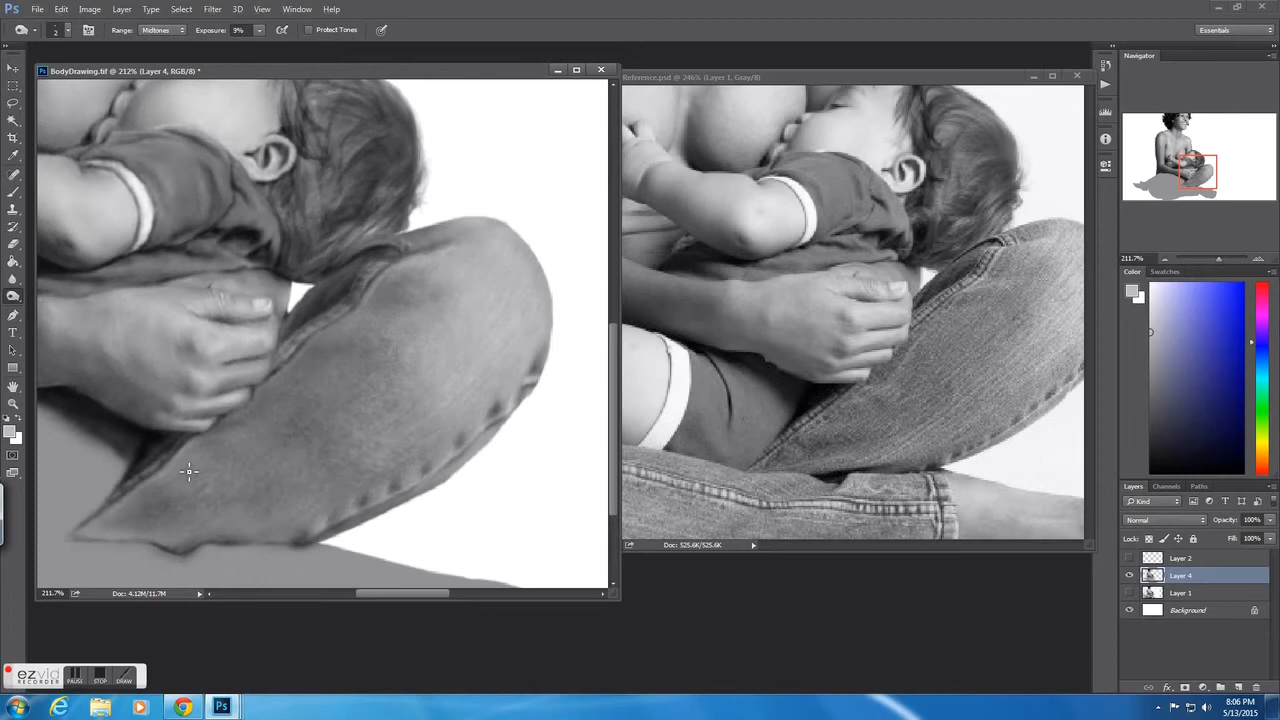 Ps File Edit Image Layer Type Select Filter 3D View Window Help
2 Range: Midtones Exposure: 9% Protect Tones Essentials
BodyDrawing.tif @ 212% (Layer 4, RGB/8) *
Reference.psd @ 246% (Layer 1, Gray/8)
Navigator
211.7%
Color Swatches
Layers Channels Paths
Kind
Normal Opacity: 100%
Lock: Fill: 100%
Layer 2
Layer 4
Layer 1
Background
Doc: 525.6K/525.6K
211.7% Doc: 4.12M/11.7M
ezvid
RECORDER
PAUSE STOP DRAW
fx
Ps
8:06 PM
5/13/2015